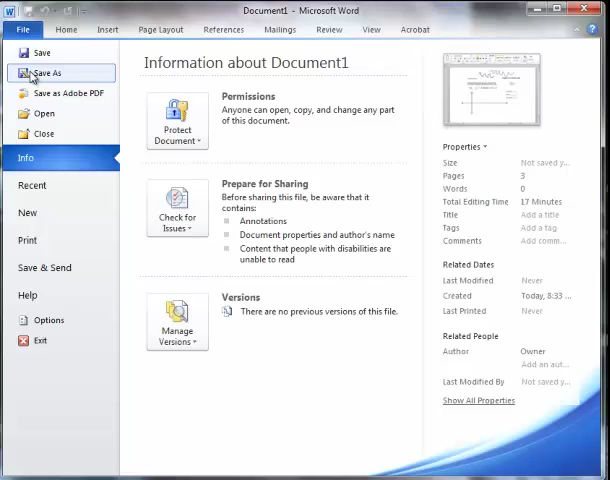 Document1 - Microsoft Word
File Home Insert Page Layout References Mailings Review View Acrobat
Save
Save As
Save as Adobe PDF
Open
Close
Info
Recent
New
Print
Save & Send
Help
Options
Exit
Information about Document1
Protect
Document
Permissions
Anyone can open, copy, and change any part
of this document.
Check for
Issues
Prepare for Sharing
Before sharing this file, be aware that it
contains:
Annotations
Document properties and author's name
Content that people with disabilities are
unable to read
Manage
Versions
Versions
There are no previous versions of this file.
Properties
Size Not saved y...
Pages 3
Words 0
Total Editing Time 17 Minutes
Title Add a title
Tags Add a tag
Comments Add comm...
Related Dates
Last Modified Never
Created Today, 8:33 ...
Last Printed Never
Related People
Author Owner
Add an aut...
Last Modified By Not saved y...
Show All Properties